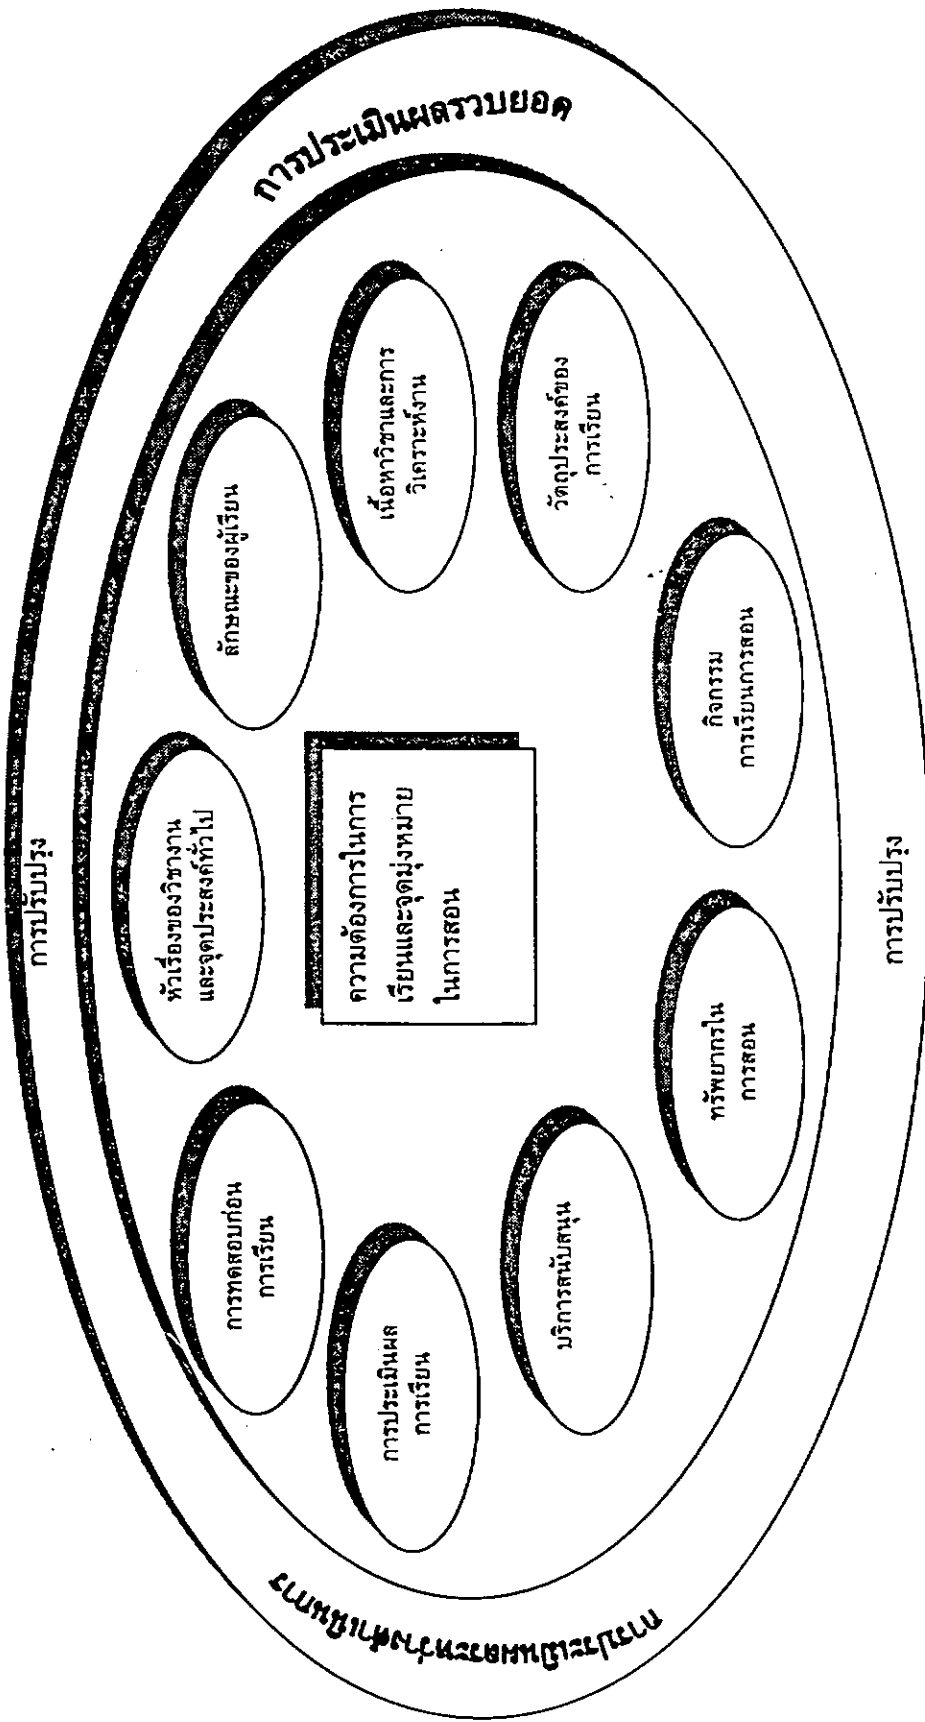 การปรับปรุง
การประเมินผลรวบยอด
หัวเรื่องของวิชางาน
และจุดประสงค์ทั่วไป
ลักษณะของผู้เรียน
เนื้อหาวิชาและการ
วิเคราะห์งาน
วัตถุประสงค์ของ
การเรียน
กิจกรรม
การเรียนการสอน
ทรัพยากรใน
การสอน
บริการสนับสนุน
การประเมินผล
การเรียน
การทดสอบก่อน
การเรียน
ความต้องการในการ
เรียนและจุดมุ่งหมาย
ในการสอน
การประเมินผลระหว่างดำเนินการ
การปรับปรุง